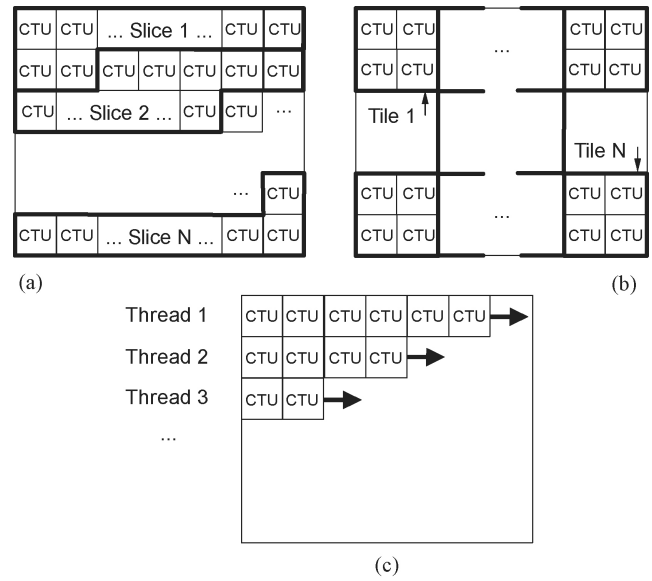 CTU CTU ... Slice 1 ... CTU CTU
CTU CTU CTU CTU CTU CTU CTU
CTU ... Slice 2 ... CTU CTU ...
... CTU
CTU CTU ... Slice N ... CTU CTU
(a)
CTU CTU ... CTU CTU
CTU CTU CTU CTU
Tile 1
Tile N
CTU CTU ... CTU CTU
CTU CTU CTU CTU
(b)
Thread 1 CTU CTU CTU CTU CTU CTU
Thread 2 CTU CTU CTU CTU
Thread 3 CTU CTU
...
(c)